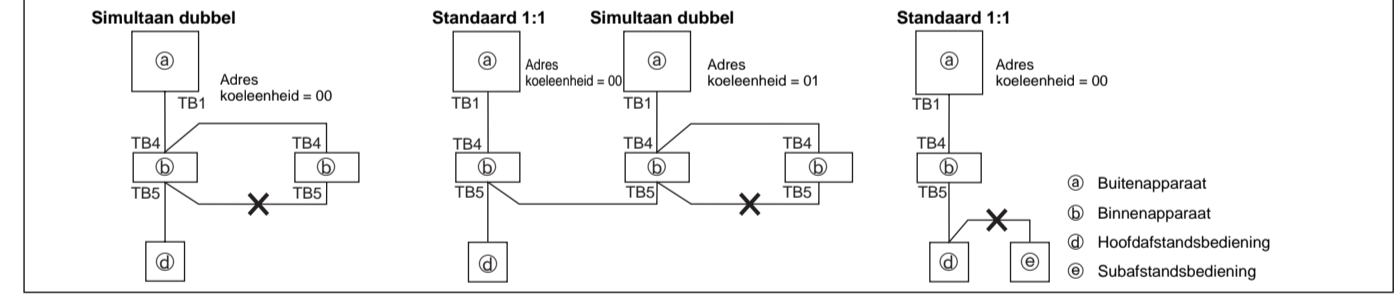 Simultaan dubbel
ⓐ
Adres
koeleenheid = 00
TB1
TB4
TB4
ⓑ
ⓑ
TB5
TB5
ⓓ
Standaard 1:1
ⓐ
Adres
koeleenheid = 00
TB1
TB4
ⓑ
TB5
ⓓ
Simultaan dubbel
ⓐ
Adres
koeleenheid = 01
TB1
TB4
TB4
ⓑ
ⓑ
TB5
TB5
Standaard 1:1
ⓐ
Adres
koeleenheid = 00
TB1
TB4
ⓑ
TB5
ⓓ
ⓔ
ⓐ Buitenapparaat
ⓑ Binnenapparaat
ⓓ Hoofdafstandsbediening
ⓔ Subafstandsbediening